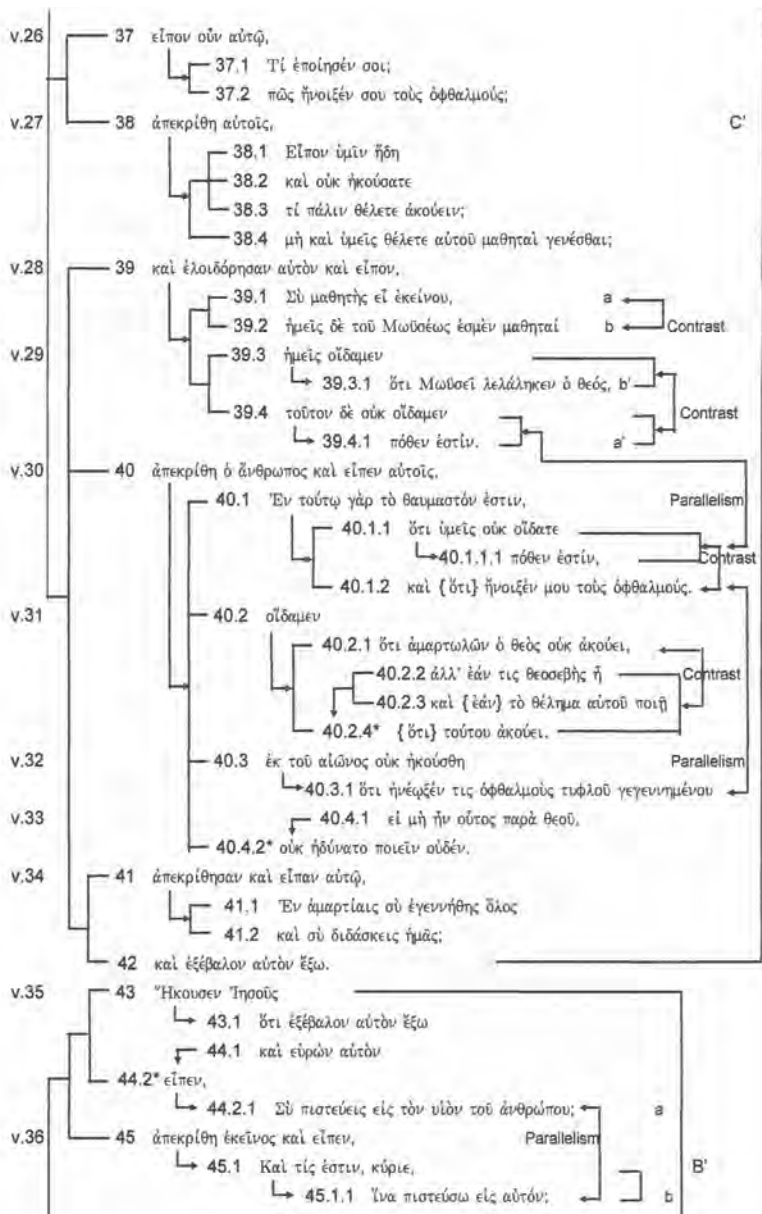 v.26 37 εἶπον οὖν αὐτῷ,
37.1 Τί ἐποίησέν σοι;
37.2 πῶς ἤνοιξέν σου τοὺς ὀφθαλμούς;
v.27 38 ἀπεκρίθη αὐτοῖς, C'
38.1 Εἶπον ὑμῖν ἤδη
38.2 καὶ οὐκ ἠκούσατε
38.3 τί πάλιν θέλετε ἀκούειν;
38.4 μὴ καὶ ὑμεῖς θέλετε αὐτοῦ μαθηταὶ γενέσθαι;
v.28 39 καὶ ἐλοιδόρησαν αὐτὸν καὶ εἶπον,
39.1 Σὺ μαθητὴς εἶ ἐκείνου, a
39.2 ἡμεῖς δὲ τοῦ Μωϋσέως ἐσμὲν μαθηταί b Contrast
v.29 39.3 ἡμεῖς οἴδαμεν
39.3.1 ὅτι Μωϋσεῖ λελάληκεν ὁ θεός, b'
39.4 τοῦτον δὲ οὐκ οἴδαμεν Contrast
39.4.1 πόθεν ἐστίν. a'
v.30 40 ἀπεκρίθη ὁ ἄνθρωπος καὶ εἶπεν αὐτοῖς,
40.1 Ἐν τούτῳ γὰρ τὸ θαυμαστόν ἐστιν, Parallelism
40.1.1 ὅτι ὑμεῖς οὐκ οἴδατε
40.1.1.1 πόθεν ἐστίν, Contrast
40.1.2 καὶ {ὅτι} ἤνοιξέν μου τοὺς ὀφθαλμούς.
v.31 40.2 οἴδαμεν
40.2.1 ὅτι ἁμαρτωλῶν ὁ θεὸς οὐκ ἀκούει,
40.2.2 ἀλλ' ἐάν τις θεοσεβὴς ᾖ Contrast
40.2.3 καὶ {ἐὰν} τὸ θέλημα αὐτοῦ ποιῇ
40.2.4* {ὅτι} τούτου ἀκούει.
v.32 40.3 ἐκ τοῦ αἰῶνος οὐκ ἠκούσθη Parallelism
40.3.1 ὅτι ἠνέῳξέν τις ὀφθαλμοὺς τυφλοῦ γεγεννημένου
v.33 40.4.1 εἰ μὴ ἦν οὗτος παρὰ θεοῦ,
40.4.2* οὐκ ἠδύνατο ποιεῖν οὐδέν.
v.34 41 ἀπεκρίθησαν καὶ εἶπαν αὐτῷ,
41.1 Ἐν ἁμαρτίαις σὺ ἐγεννήθης ὅλος
41.2 καὶ σὺ διδάσκεις ἡμᾶς;
42 καὶ ἐξέβαλον αὐτὸν ἔξω.
v.35 43 Ἤκουσεν Ἰησοῦς
43.1 ὅτι ἐξέβαλον αὐτὸν ἔξω
44.1 καὶ εὑρὼν αὐτὸν
44.2* εἶπεν,
44.2.1 Σὺ πιστεύεις εἰς τὸν υἱὸν τοῦ ἀνθρώπου; a
v.36 45 ἀπεκρίθη ἐκεῖνος καὶ εἶπεν, Parallelism
45.1 Καὶ τίς ἐστιν, κύριε, B'
45.1.1 ἵνα πιστεύσω εἰς αὐτόν; b